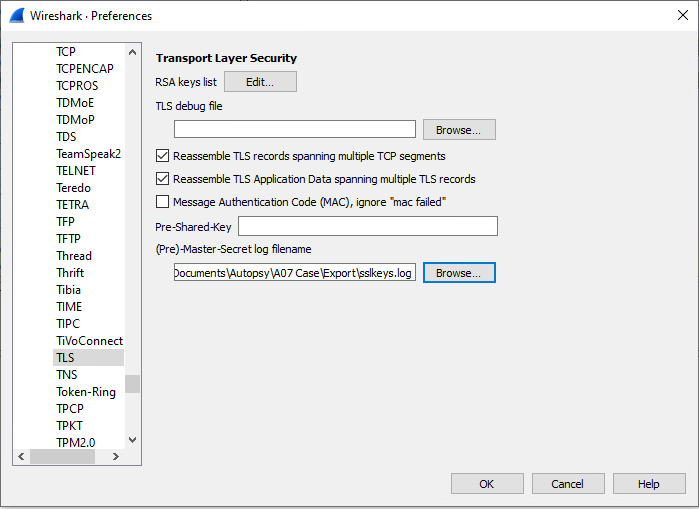 Wireshark · Preferences
TCP
TCPENCAP
TCPROS
TDMoE
TDMoP
TDS
TeamSpeak2
TELNET
Teredo
TETRA
TFP
TFTP
Thread
Thrift
Tibia
TIME
TIPC
TiVoConnect
TLS
TNS
Token-Ring
TPCP
TPKT
TPM2.0
Transport Layer Security
RSA keys list Edit...
TLS debug file
Browse...
Reassemble TLS records spanning multiple TCP segments
Reassemble TLS Application Data spanning multiple TLS records
Message Authentication Code (MAC), ignore "mac failed"
Pre-Shared-Key
(Pre)-Master-Secret log filename
Documents\Autopsy\A07 Case\Export\sslkeys.log Browse...
OK Cancel Help